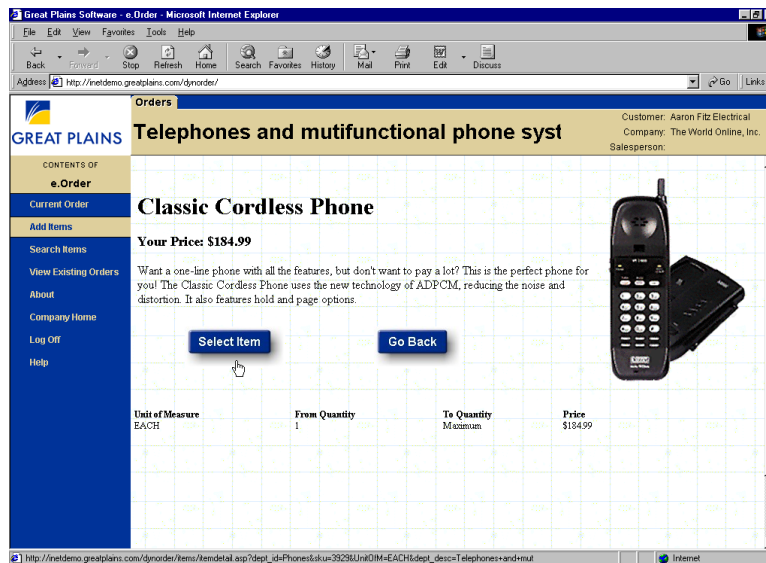 Great Plains Software - e.Order - Microsoft Internet Explorer
File Edit View Favorites Tools Help
Back Forward Stop Refresh Home Search Favorites History Mail Print Edit Discuss
Address http://inetdemo.greatplains.com/dynorder/ Go Links
Orders
GREAT PLAINS
Telephones and mutifunctional phone syst
Customer: Aaron Fitz Electrical
Company: The World Online, Inc.
Salesperson:
CONTENTS OF
e.Order
Current Order
Add Items
Search Items
View Existing Orders
About
Company Home
Log Off
Help
Classic Cordless Phone
Your Price: $184.99
Want a one-line phone with all the features, but don't want to pay a lot? This is the perfect phone for
you! The Classic Cordless Phone uses the new technology of ADPCM, reducing the noise and
distortion. It also features hold and page options.
Select Item Go Back
Unit of Measure From Quantity To Quantity Price
EACH 1 Maximum $184.99
http://inetdemo.greatplains.com/dynorder/items/itemdetail.asp?dept_id=Phones&sku=3929&UnitOfM=EACH&dept_desc=Telephones+and+mut Internet